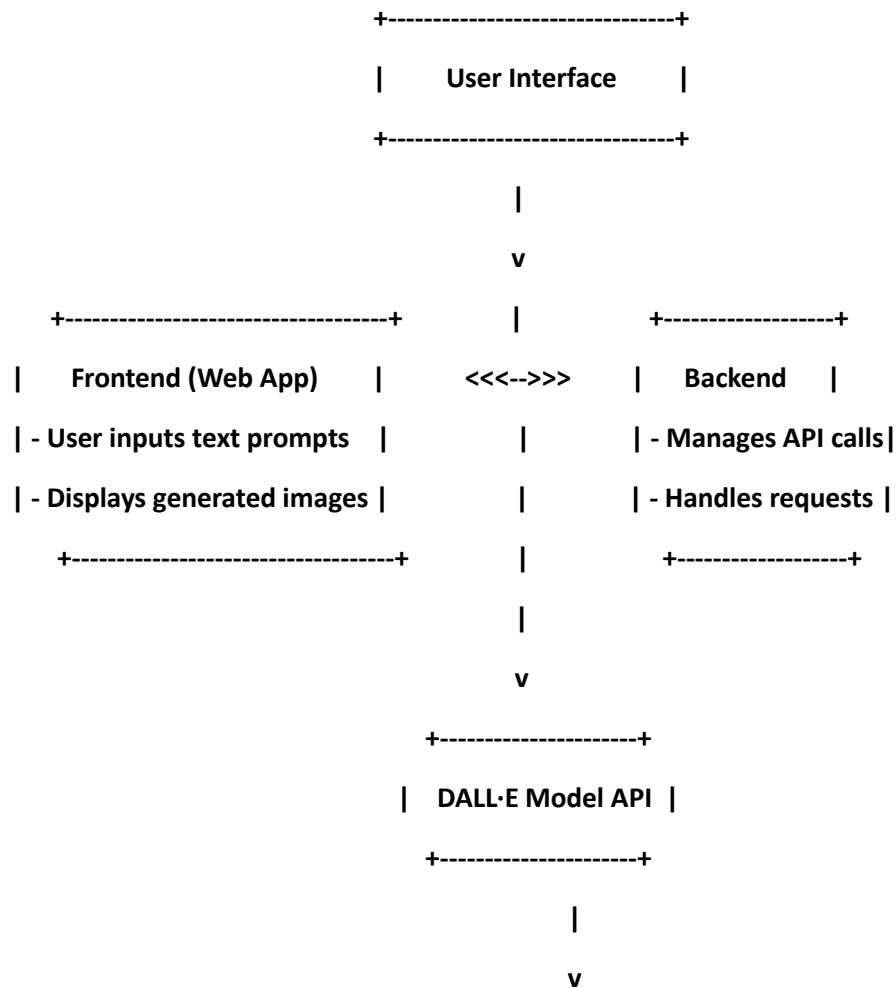 +--------------------------------+
| User Interface |
+--------------------------------+
|
v
+------------------------------------+ | +-------------------+
| Frontend (Web App) | <<<-->>> | Backend |
| - User inputs text prompts | | | - Manages API calls|
| - Displays generated images | | | - Handles requests |
+------------------------------------+ | +-------------------+
|
v
+----------------------+
| DALL·E Model API |
+----------------------+
|
v